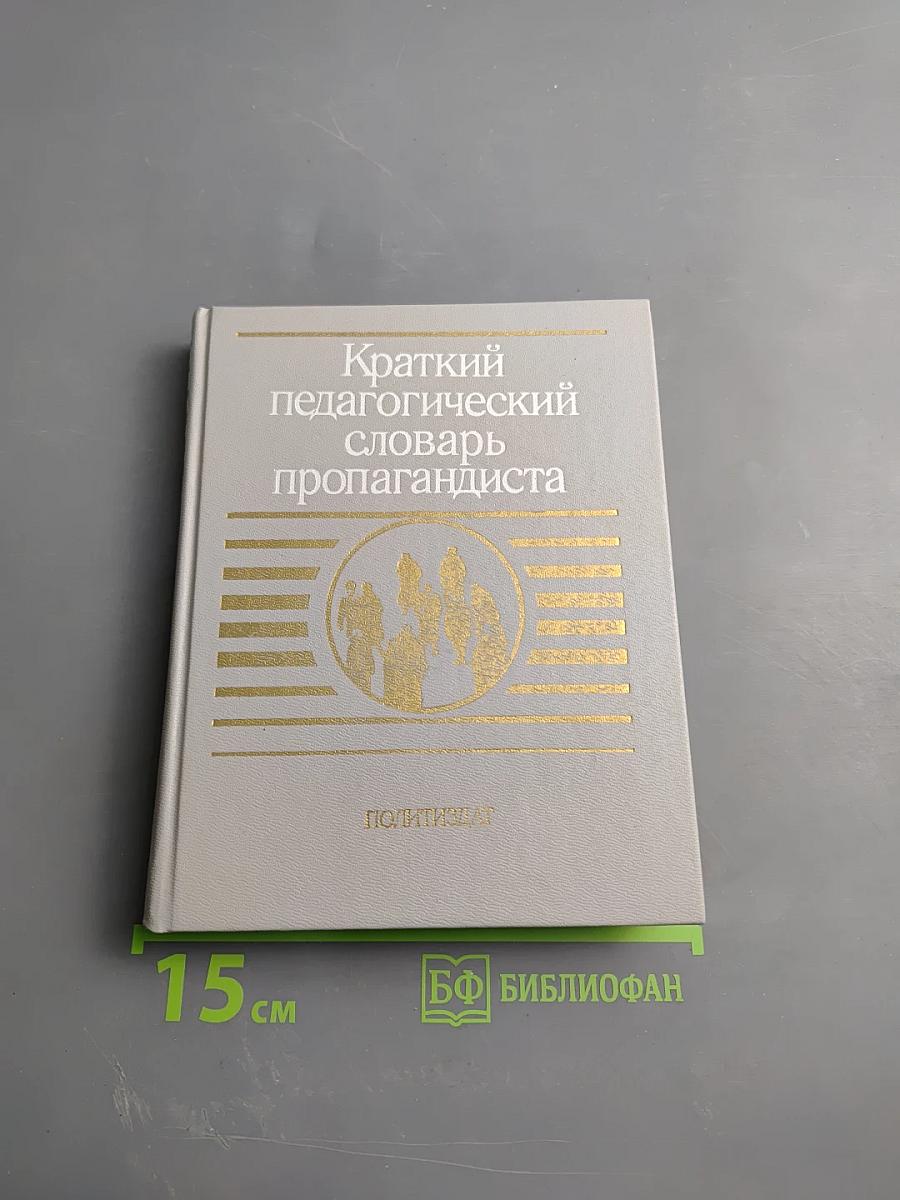 Краткий
педагогический
словарь
пропагандиста
ПОЛИТИЗДАТ
15 см
БФ БИБЛИОФАН